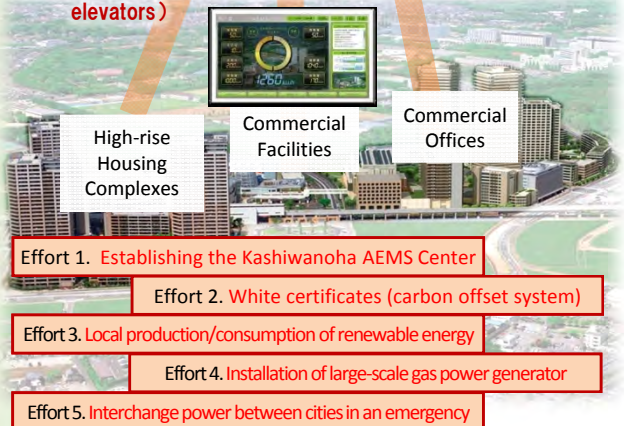 elevators)
1260
High-rise
Housing
Complexes
Commercial
Facilities
Commercial
Offices
Effort 1. Establishing the Kashiwanoha AEMS Center
Effort 2. White certificates (carbon offset system)
Effort 3. Local production/consumption of renewable energy
Effort 4. Installation of large-scale gas power generator
Effort 5. Interchange power between cities in an emergency